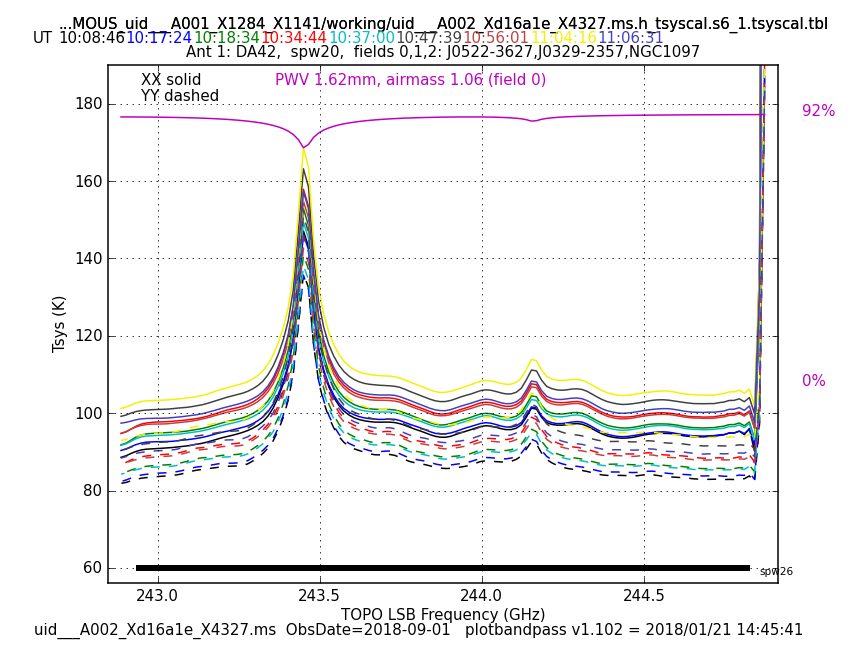 ...MOUS_uid___A001_X1284_X1141/working/uid___A002_Xd16a1e_X4327.ms.h_tsyscal.s6_1.tsyscal.tbl
UT 10:08:46 10:17:24 10:18:34 10:34:44 10:37:00 10:47:39 10:56:01 11:04:16 11:06:31
Ant 1: DA42, spw20, fields 0,1,2: J0522-3627,J0329-2357,NGC1097
XX solid PWV 1.62mm, airmass 1.06 (field 0)
YY dashed
180
92%
160
140
Tsys (K)
120
0%
100
80
60
spw26
243.0 243.5 244.0 244.5
TOPO LSB Frequency (GHz)
uid___A002_Xd16a1e_X4327.ms ObsDate=2018-09-01 plotbandpass v1.102 = 2018/01/21 14:45:41